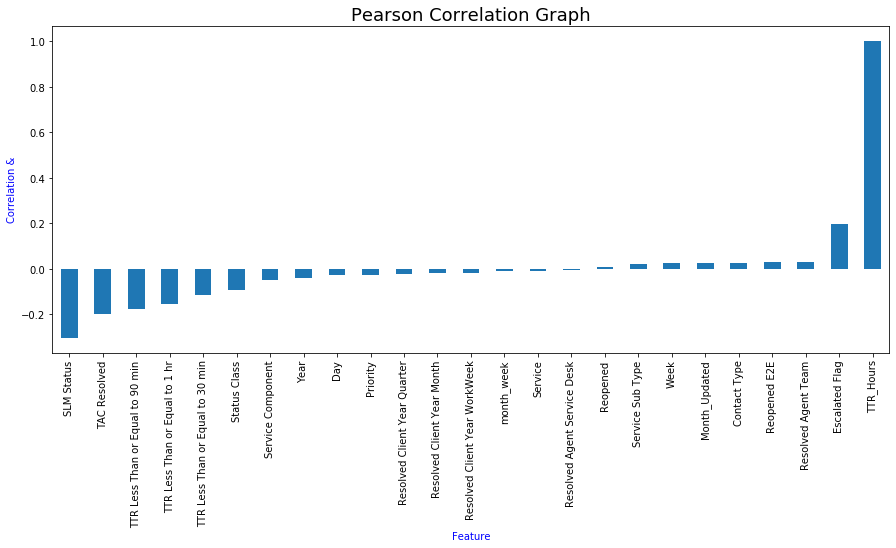 Pearson Correlation Graph
Correlation &
1.0
0.8
0.6
0.4
0.2
0.0
−0.2
SLM Status
TAC Resolved
TTR Less Than or Equal to 90 min
TTR Less Than or Equal to 1 hr
TTR Less Than or Equal to 30 min
Status Class
Service Component
Year
Day
Priority
Resolved Client Year Quarter
Resolved Client Year Month
Resolved Client Year WorkWeek
month_week
Service
Resolved Agent Service Desk
Reopened
Service Sub Type
Week
Month_Updated
Contact Type
Reopened E2E
Resolved Agent Team
Escalated Flag
TTR_Hours
Feature